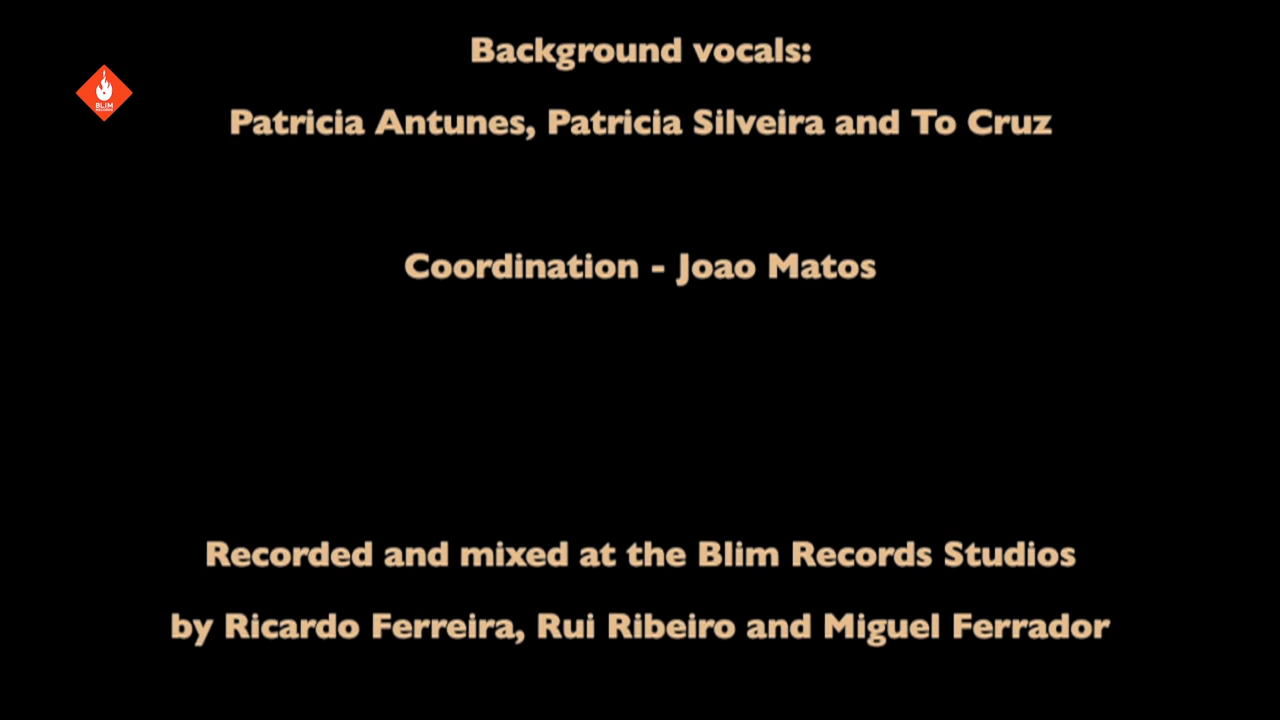 Background vocals:
BLIM
Patricia Antunes, Patricia Silveira and To Cruz
Coordination - Joao Matos
Recorded and mixed at the Blim Records Studios
by Ricardo Ferreira, Rui Ribeiro and Miguel Ferrador